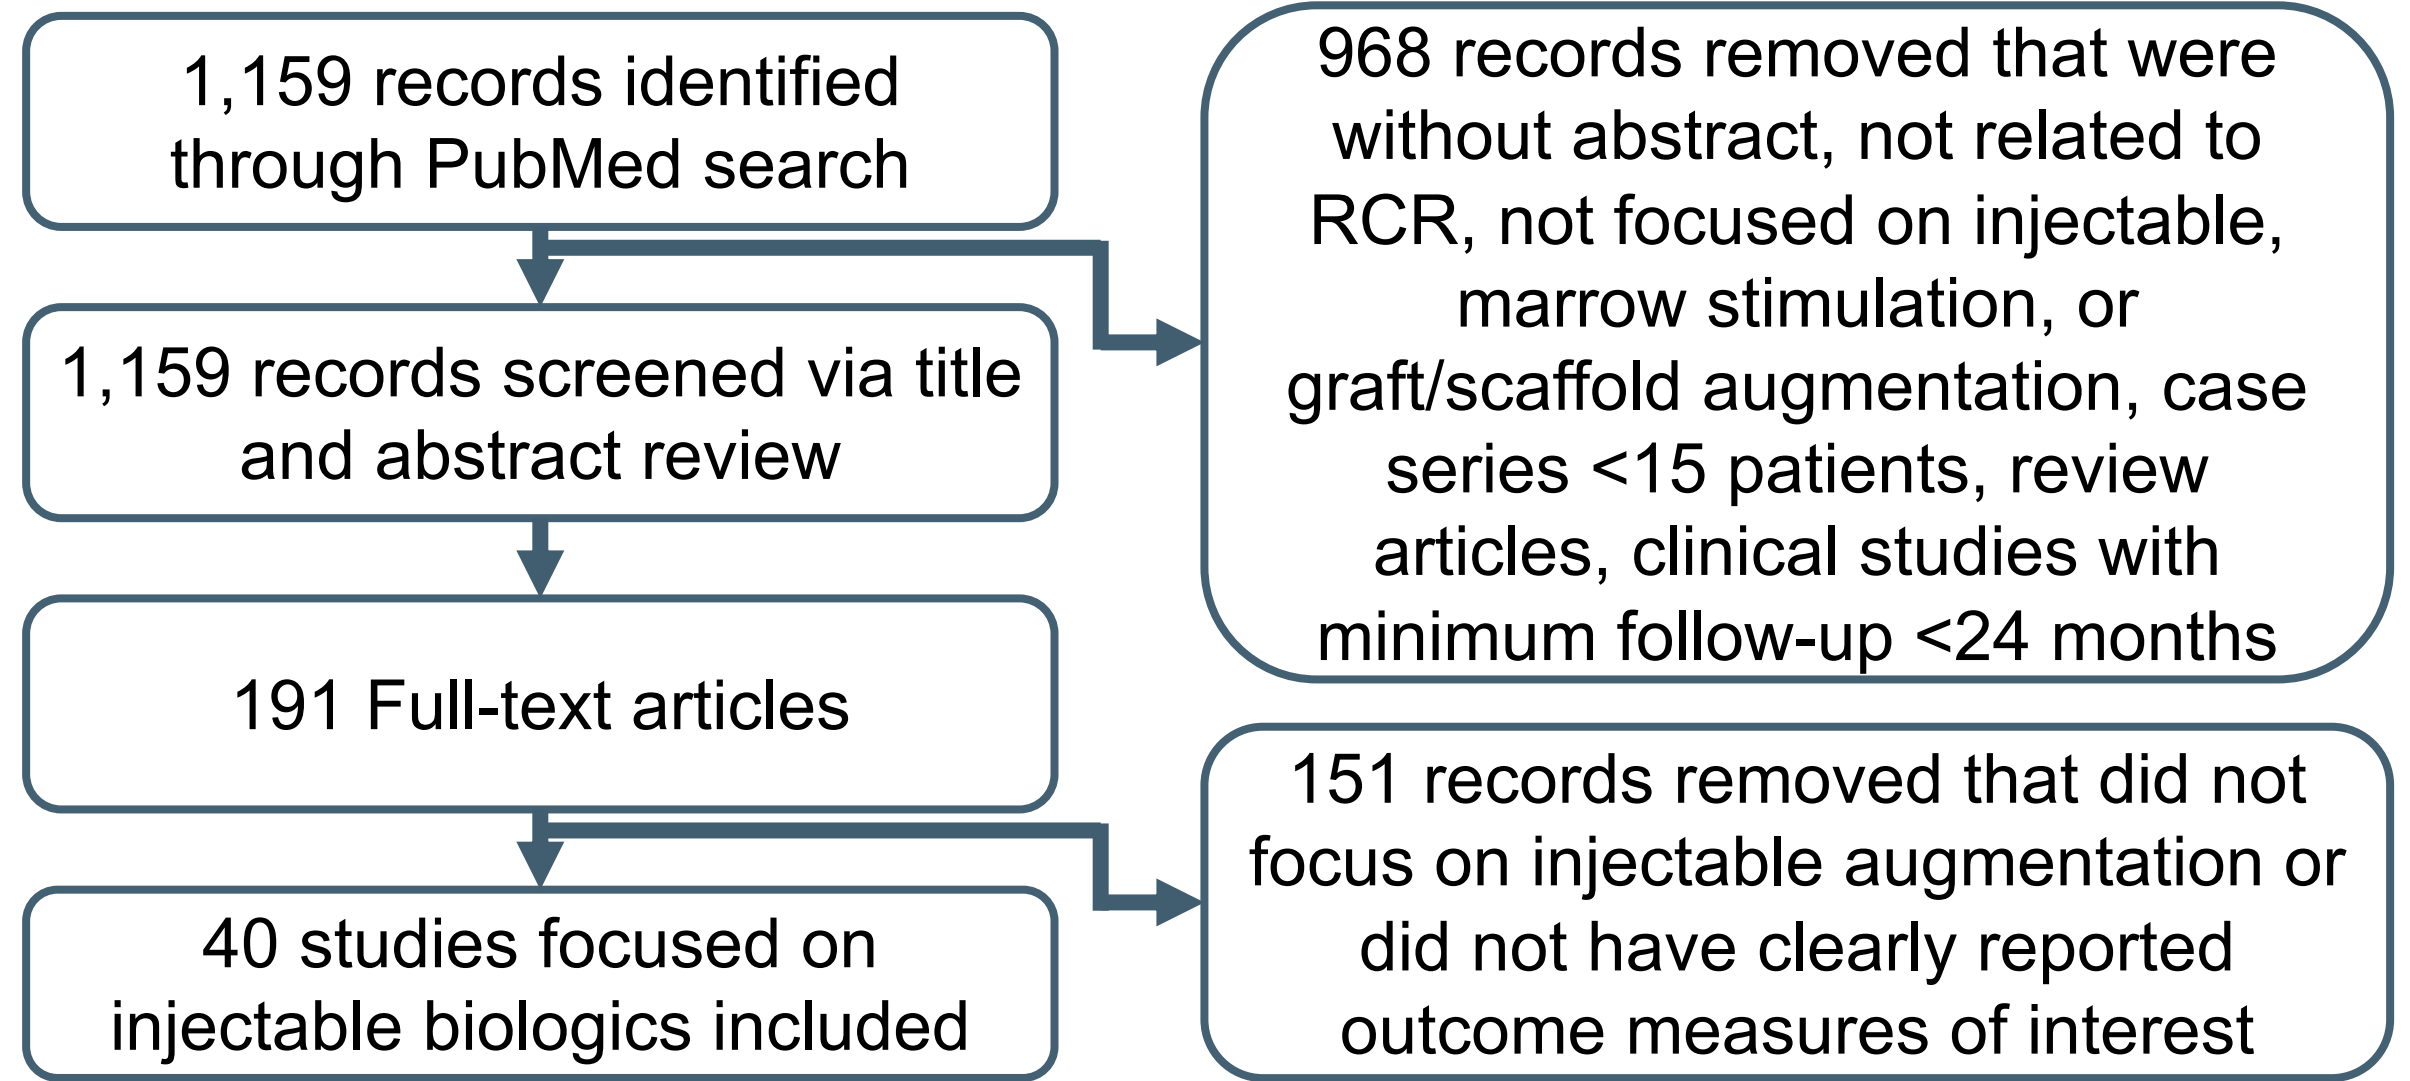 1,159 records identified
through PubMed search
968 records removed that were
without abstract, not related to
RCR, not focused on injectable,
marrow stimulation, or
graft/scaffold augmentation, case
series <15 patients, review
articles, clinical studies with
minimum follow-up <24 months
1,159 records screened via title
and abstract review
191 Full-text articles
151 records removed that did not
focus on injectable augmentation or
did not have clearly reported
outcome measures of interest
40 studies focused on
injectable biologics included